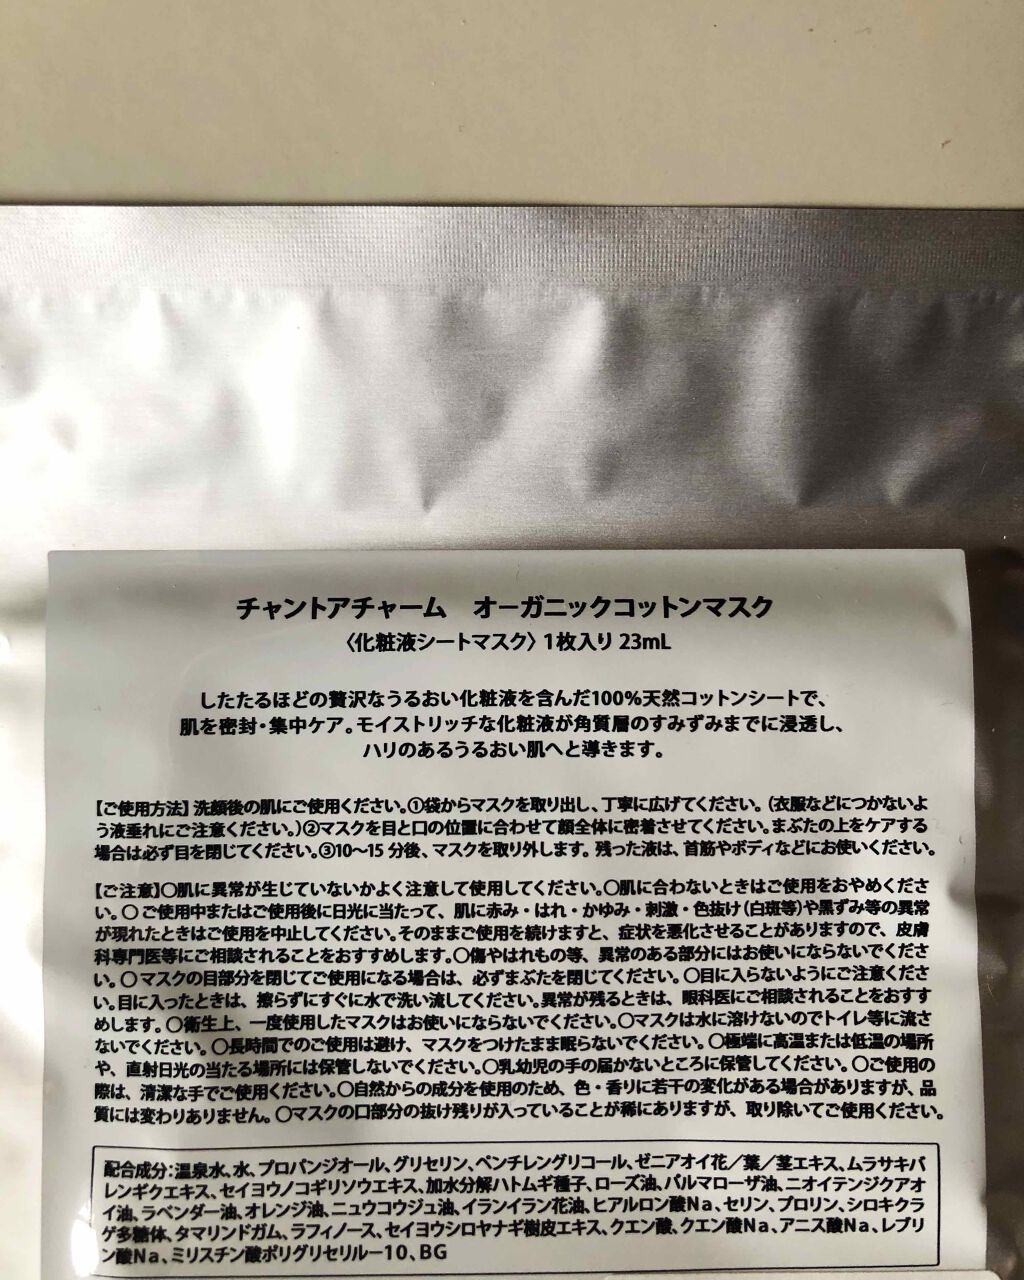 チャントアチャーム　オーガニックコットンマスク
〈化粧液シートマスク〉1枚入り 23mL
したたるほどの贅沢なうるおい化粧液を含んだ100%天然コットンシートで、
肌を密封・集中ケア。モイストリッチな化粧液が角質層のすみずみまでに浸透し、
ハリのあるうるおい肌へと導きます。
【ご使用方法】洗顔後の肌にご使用ください。①袋からマスクを取り出し、丁寧に広げてください。（衣服などにつかないよ
う液垂れにご注意ください。）②マスクを目と口の位置に合わせて顔全体に密着させてください。まぶたの上をケアする
場合は必ず目を閉じてください。③10〜15 分後、マスクを取り外します。残った液は、首筋やボディなどにお使いください。
【ご注意】〇肌に異常が生じていないかよく注意して使用してください。〇肌に合わないときはご使用をおやめくださ
い。〇ご使用中またはご使用後に日光に当たって、肌に赤み・はれ・かゆみ・刺激・色抜け（白斑等）や黒ずみ等の異常
が現れたときはご使用を中止してください。そのままご使用を続けますと、症状を悪化させることがありますので、皮膚
科専門医等にご相談されることをおすすめします。〇傷やはれもの等、異常のある部分にはお使いにならないでくださ
い。〇マスクの目部分を閉じてご使用になる場合は、必ずまぶたを閉じてください。〇目に入らないようにご注意くださ
い。目に入ったときは、擦らずにすぐに水で洗い流してください。異常が残るときは、眼科医にご相談されることをおすす
めします。〇衛生上、一度使用したマスクはお使いにならないでください。〇マスクは水に溶けないのでトイレ等に流さ
ないでください。〇長時間でのご使用は避け、マスクをつけたまま眠らないでください。〇極端に高温または低温の場所
や、直射日光の当たる場所には保管しないでください。〇乳幼児の手の届かないところに保管してください。〇ご使用の
際は、清潔な手でご使用ください。〇自然からの成分を使用のため、色・香りに若干の変化がある場合がありますが、品
質には変わりありません。〇マスクの口部分の抜け残りが入っていることが稀にありますが、取り除いてご使用ください。
配合成分：温泉水、水、プロパンジオール、グリセリン、ペンチレングリコール、ゼニアオイ花／葉／茎エキス、ムラサキバ
レンギクエキス、セイヨウノコギリソウエキス、加水分解ハトムギ種子、ローズ油、パルマローザ油、ニオイテンジクアオ
イ油、ラベンダー油、オレンジ油、ニュウコウジュ油、イランイラン花油、ヒアルロン酸Ｎａ、セリン、プロリン、シロキクラ
ゲ多糖体、タマリンドガム、ラフィノース、セイヨウシロヤナギ樹皮エキス、クエン酸、クエン酸Ｎａ、アニス酸Ｎａ、レブリ
ン酸Ｎａ、ミリスチン酸ポリグリセリル－10、BG